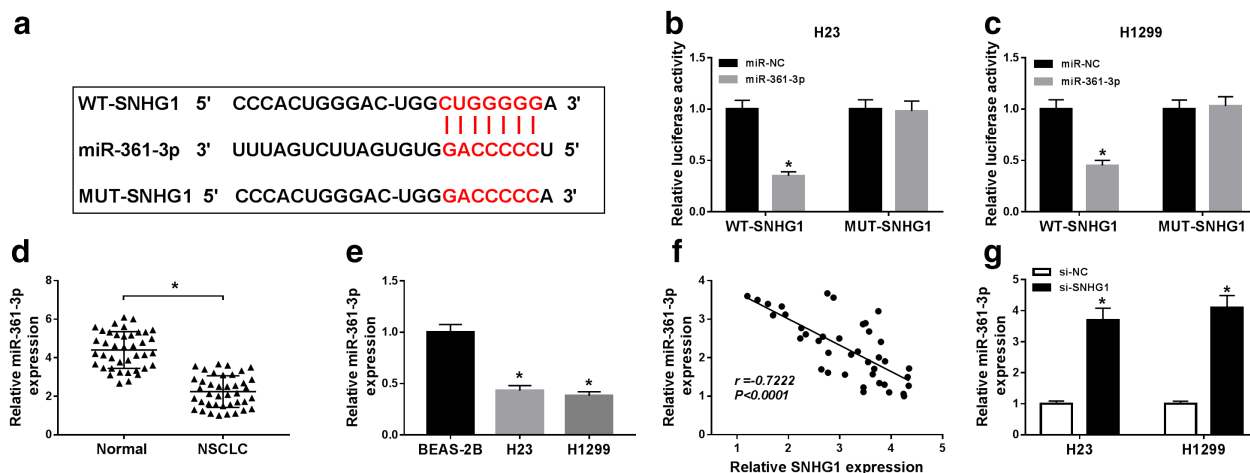 a
WT-SNHG1 5' CCCACUGGGAC-UGGCUGGGGGA 3'
miR-361-3p 3' UUUAGUCUUAGUGUGGACCCCCU 5'
MUT-SNHG1 5' CCCACUGGGAC-UGGGACCCCCA 3'
b
H23
Relative luciferase activity
1.5
1.0
0.5
0.0
miR-NC
miR-361-3p
*
WT-SNHG1 MUT-SNHG1
c
H1299
Relative luciferase activity
1.5
1.0
0.5
0.0
miR-NC
miR-361-3p
*
WT-SNHG1 MUT-SNHG1
d
Relative miR-361-3p
expression
8
6
4
2
0
*
Normal NSCLC
e
Relative miR-361-3p
expression
1.5
1.0
0.5
0.0
*
*
BEAS-2B H23 H1299
f
Relative miR-361-3p
expression
4
3
2
1
0
r =-0.7222
P<0.0001
1 2 3 4 5
Relative SNHG1 expression
g
Relative miR-361-3p
expression
5
4
3
2
1
0
si-NC
si-SNHG1
*
*
H23 H1299